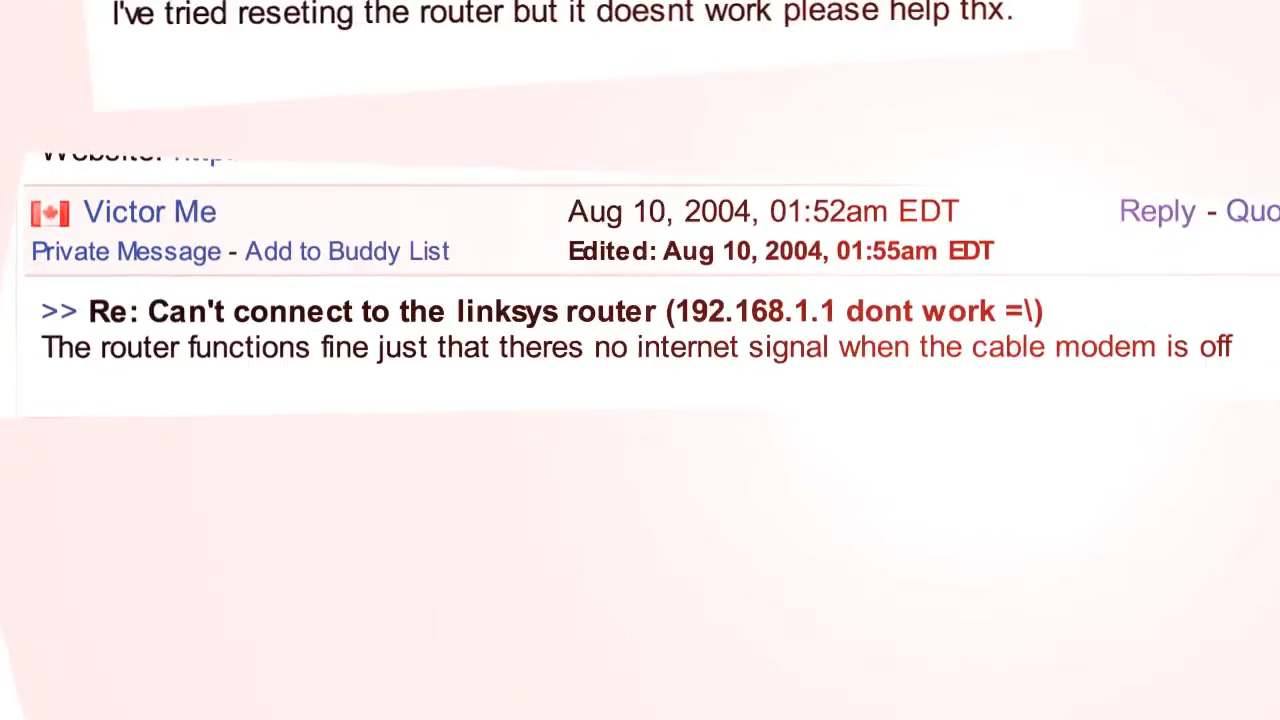 I've tried reseting the router but it doesnt work please help thx.
Website:
Victor Me Aug 10, 2004, 01:52am EDT Reply -
Private Message - Add to Buddy List Edited: Aug 10, 2004, 01:55am EDT
>> Re: Can't connect to the linksys router (192.168.1.1 dont work =\)
The router functions fine just that theres no internet signal when the cable modem is off